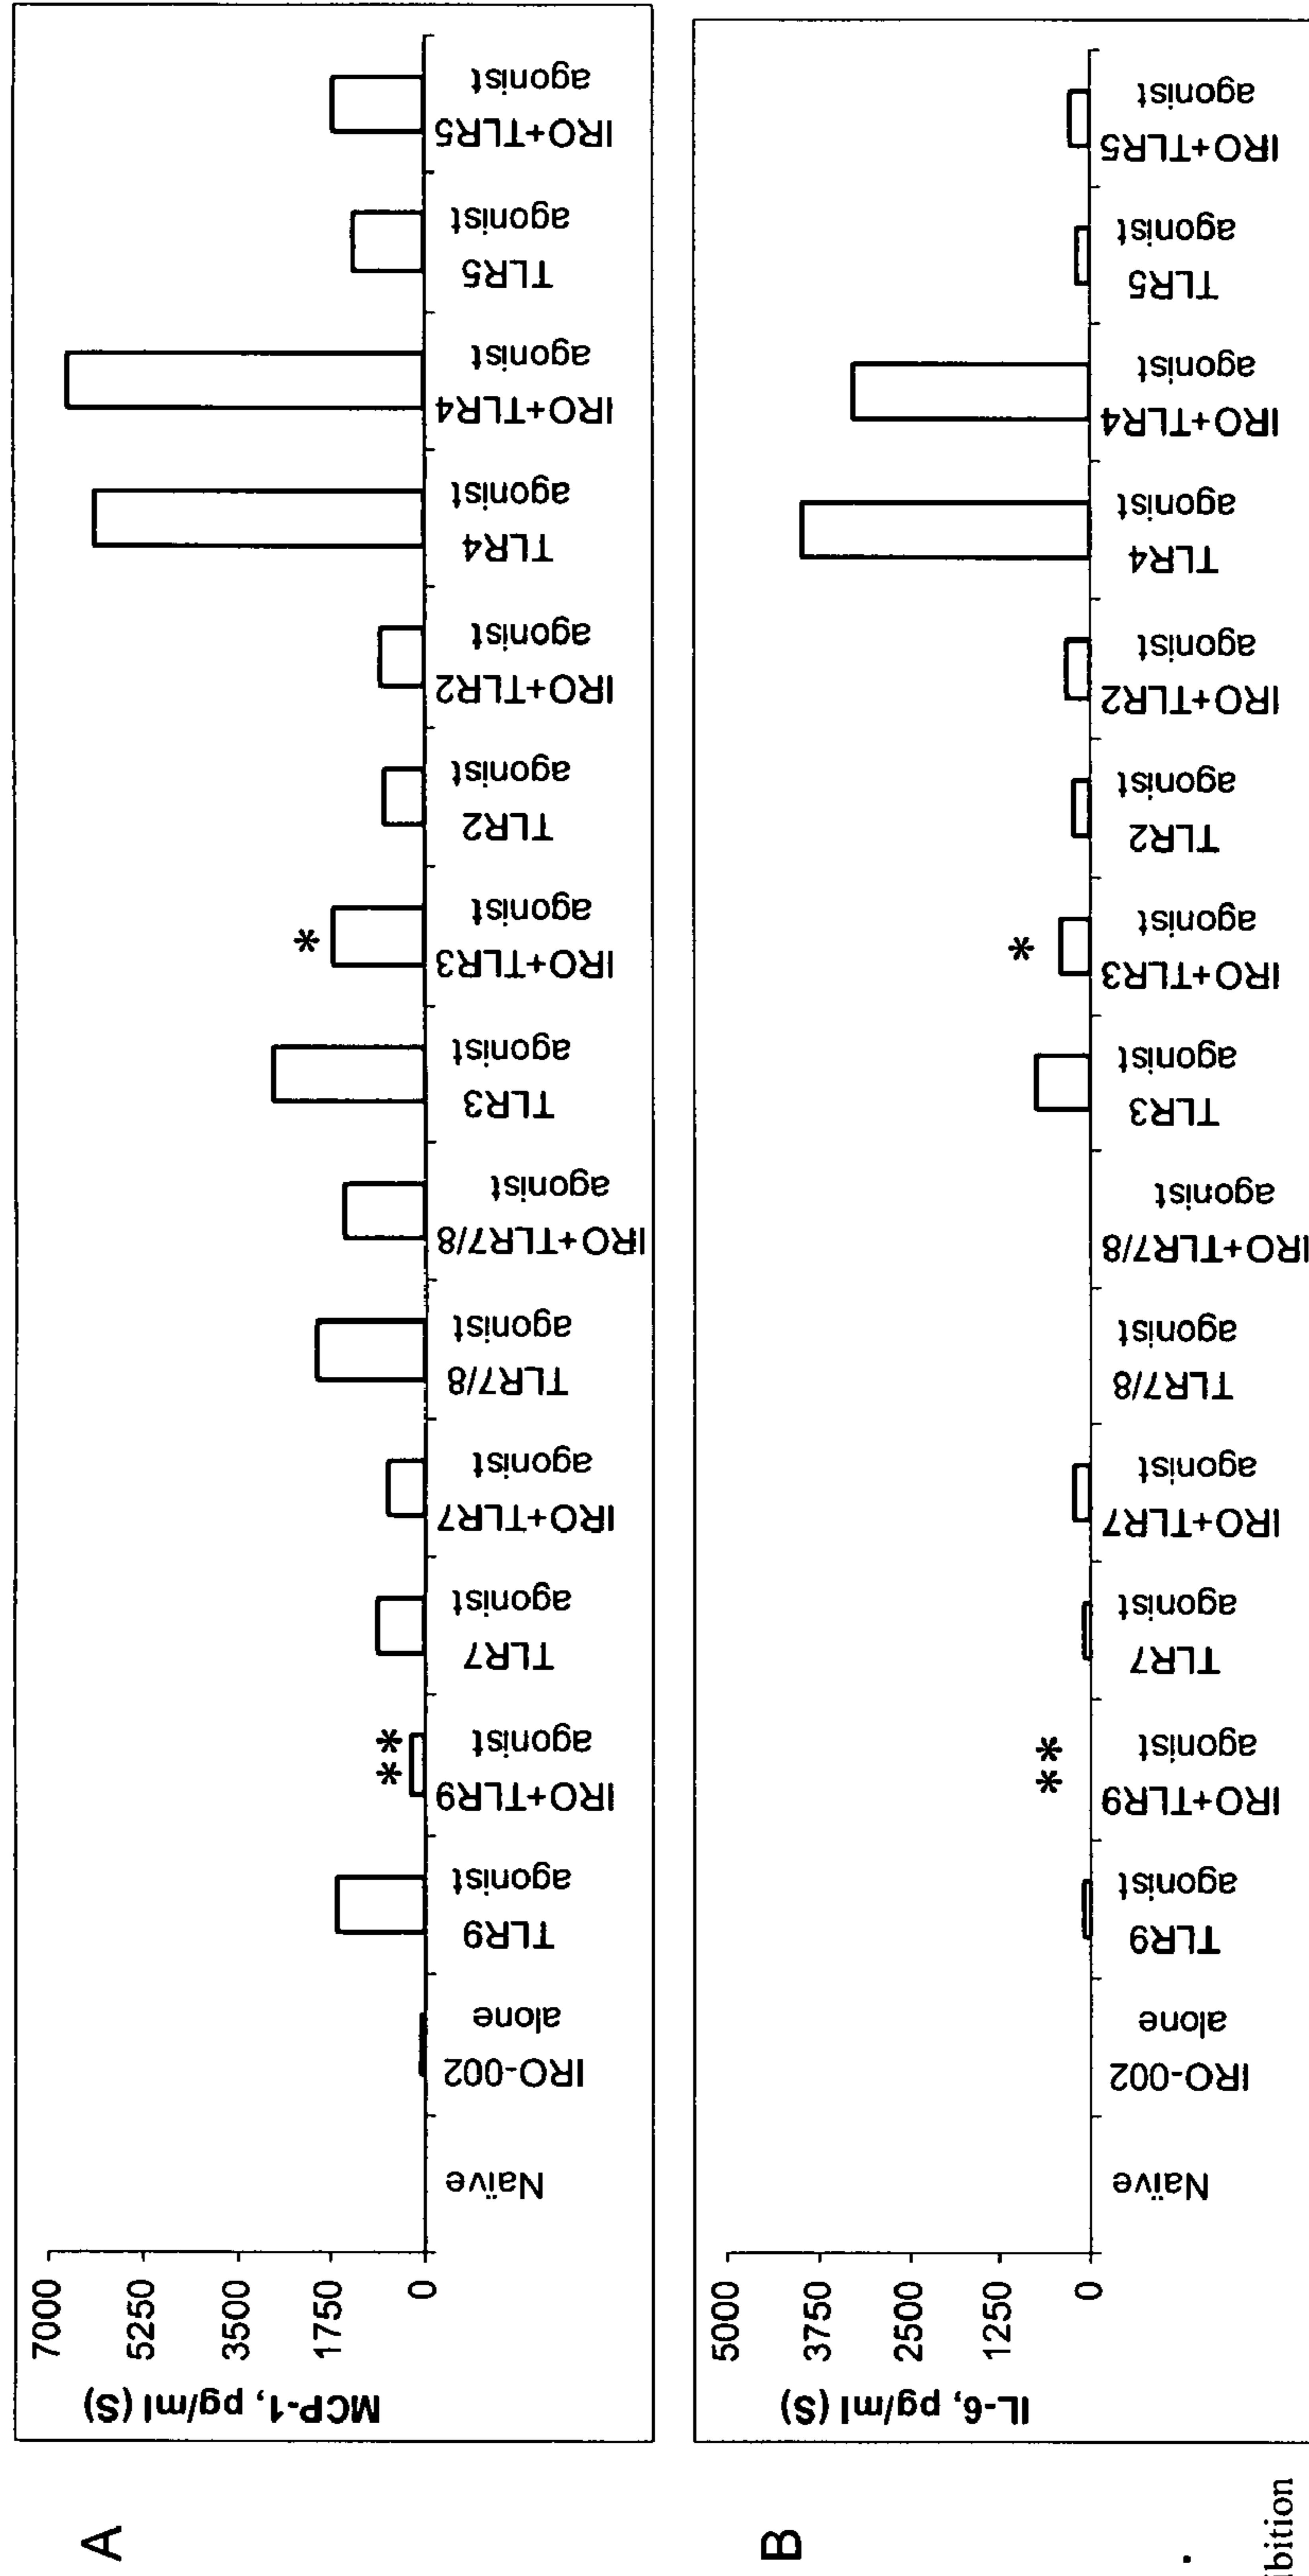 A
MCP-1, pg/ml (S)
7000
5250
3500
1750
0
Naïve
IRO-002
alone
TLR9
agonist
**
IRO+TLR9
agonist
TLR7
agonist
IRO+TLR7
agonist
TLR7/8
agonist
IRO+TLR7/8
agonist
TLR3
agonist
*
IRO+TLR3
agonist
TLR2
agonist
IRO+TLR2
agonist
TLR4
agonist
IRO+TLR4
agonist
TLR5
agonist
IRO+TLR5
agonist
B
IL-6, pg/ml (S)
5000
3750
2500
1250
0
Naïve
IRO-002
alone
TLR9
agonist
**
IRO+TLR9
agonist
TLR7
agonist
IRO+TLR7
agonist
TLR7/8
agonist
IRO+TLR7/8
agonist
TLR3
agonist
*
IRO+TLR3
agonist
TLR2
agonist
IRO+TLR2
agonist
TLR4
agonist
IRO+TLR4
agonist
TLR5
agonist
IRO+TLR5
agonist
.